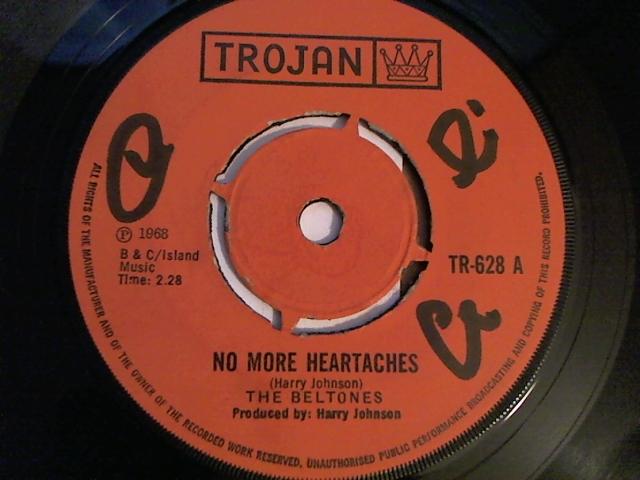 TROJAN
℗ 1968
B & C/Island
Music
Time: 2.28
TR-628 A
NO MORE HEARTACHES
(Harry Johnson)
THE BELTONES
Produced by: Harry Johnson
ALL RIGHTS OF THE MANUFACTURER AND OF THE OWNER OF THE RECORDED WORK RESERVED. UNAUTHORISED PUBLIC PERFORMANCE BROADCASTING AND COPYING OF THIS RECORD PROHIBITED.